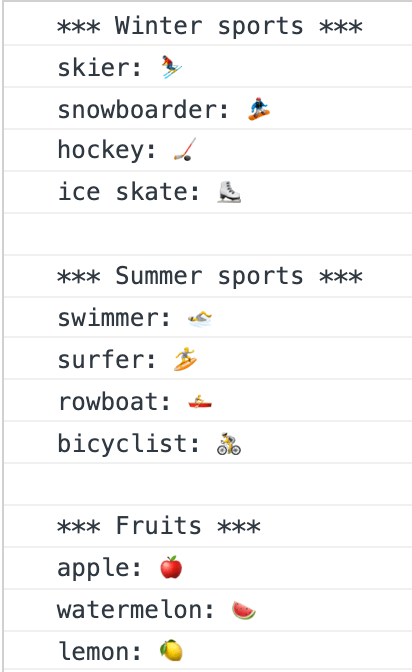 *** Winter sports ***
skier: ⛷
snowboarder: 🏂
hockey: 🏒
ice skate: ⛸

*** Summer sports ***
swimmer: 🏊
surfer: 🏄
rowboat: 🚣
bicyclist: 🚴

*** Fruits ***
apple: 🍎
watermelon: 🍉
lemon: 🍋